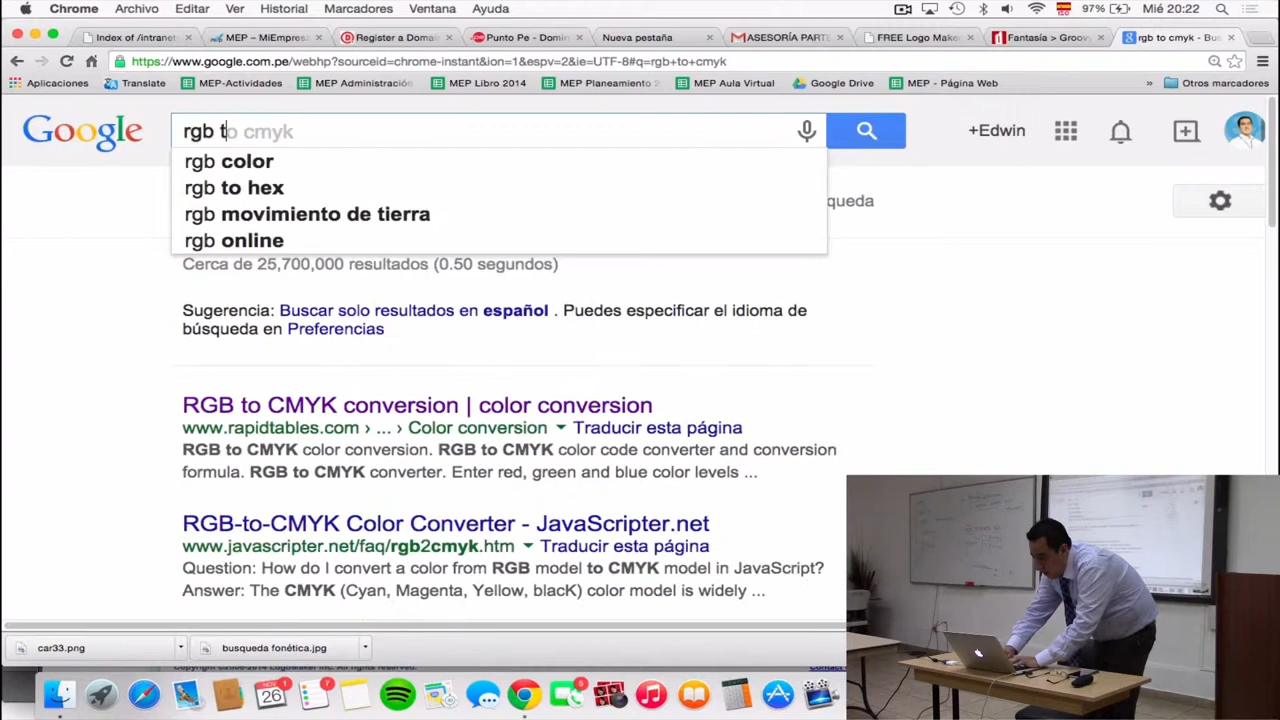 Chrome Archivo Editar Ver Historial Marcadores Ventana Ayuda 97% Mié 20:22
Index of /intranet MEP – MiEmpres Register a Domai Punto Pe - Domin Nueva pestaña ASESORÍA PARTE FREE Logo Make Fantasía > Groov rgb to cmyk - Bus
https://www.google.com.pe/webhp?sourceid=chrome-instant&ion=1&espv=2&ie=UTF-8#q=rgb+to+cmyk
Aplicaciones Translate MEP-Actividades MEP Administración MEP Libro 2014 MEP Planeamiento 2 MEP Aula Virtual Google Drive MEP - Página Web » Otros marcadores
Google rgb to cmyk +Edwin
rgb color
rgb to hex
rgb movimiento de tierra
queda
rgb online
Cerca de 25,700,000 resultados (0.50 segundos)
Sugerencia: Buscar solo resultados en español . Puedes especificar el idioma de
búsqueda en Preferencias
RGB to CMYK conversion | color conversion
www.rapidtables.com › ... › Color conversion Traducir esta página
RGB to CMYK color conversion. RGB to CMYK color code converter and conversion
formula. RGB to CMYK converter. Enter red, green and blue color levels ...
RGB-to-CMYK Color Converter - JavaScripter.net
www.javascripter.net/faq/rgb2cmyk.htm Traducir esta página
Question: How do I convert a color from RGB model to CMYK model in JavaScript?
Answer: The CMYK (Cyan, Magenta, Yellow, blacK) color model is widely ...
car33.png busqueda fonética.jpg
NOV
26 1 7 5